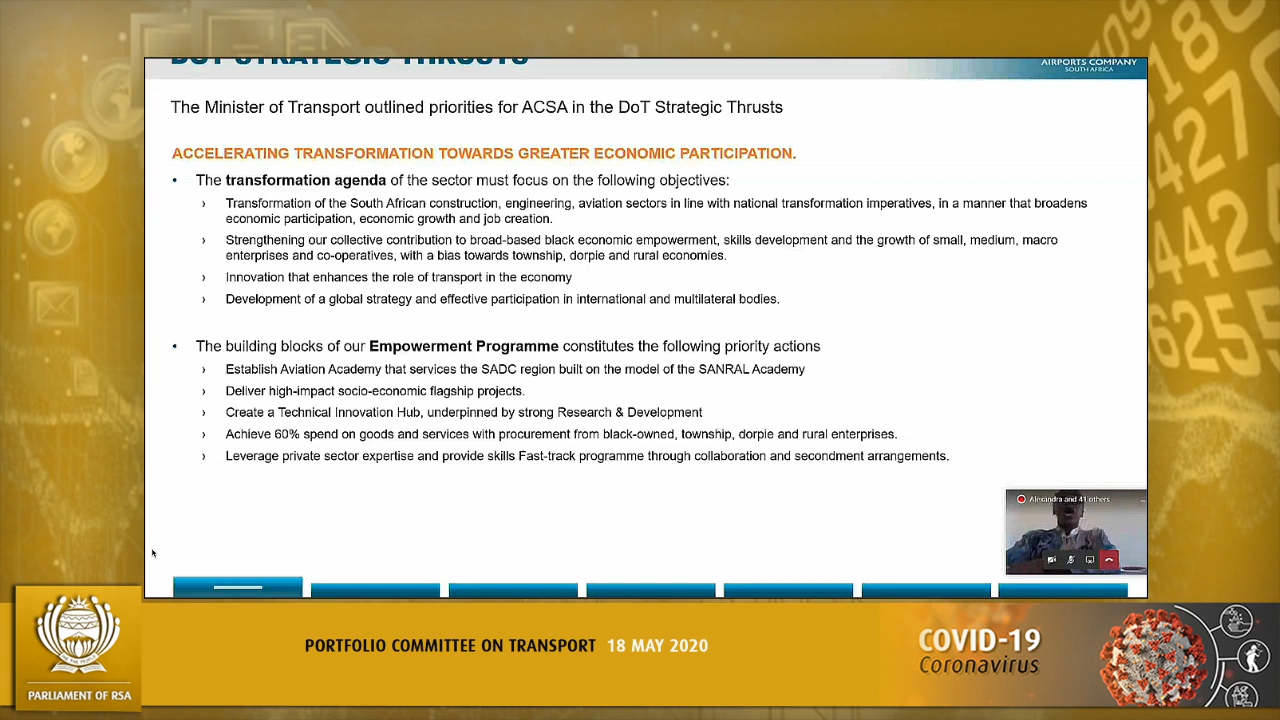 DOT STRATEGIC THRUSTS
AIRPORTS COMPANY
SOUTH AFRICA
The Minister of Transport outlined priorities for ACSA in the DoT Strategic Thrusts
ACCELERATING TRANSFORMATION TOWARDS GREATER ECONOMIC PARTICIPATION.
• The transformation agenda of the sector must focus on the following objectives:
› Transformation of the South African construction, engineering, aviation sectors in line with national transformation imperatives, in a manner that broadens
economic participation, economic growth and job creation.
› Strengthening our collective contribution to broad-based black economic empowerment, skills development and the growth of small, medium, macro
enterprises and co-operatives, with a bias towards township, dorpie and rural economies.
› Innovation that enhances the role of transport in the economy
› Development of a global strategy and effective participation in international and multilateral bodies.
• The building blocks of our Empowerment Programme constitutes the following priority actions
› Establish Aviation Academy that services the SADC region built on the model of the SANRAL Academy
› Deliver high-impact socio-economic flagship projects.
› Create a Technical Innovation Hub, underpinned by strong Research & Development
› Achieve 60% spend on goods and services with procurement from black-owned, township, dorpie and rural enterprises.
› Leverage private sector expertise and provide skills Fast-track programme through collaboration and secondment arrangements.
Alexandra and 41 others
PORTFOLIO COMMITTEE ON TRANSPORT 18 MAY 2020
COVID-19
Coronavirus
PARLIAMENT OF RSA